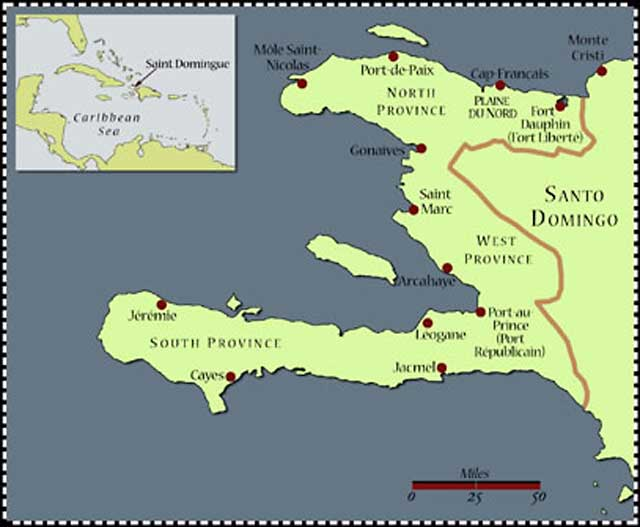 Saint Domingue
Caribbean
Sea
Môle Saint-
Nicolas
Port-de-Paix
Cap-Français
Monte
Cristi
NORTH
PROVINCE
PLAINE
DU NORD
Fort
Dauphin
(Fort Liberté)
Gonaives
Saint
Marc
SANTO
DOMINGO
WEST
PROVINCE
Arcahaye
Jérémie
SOUTH PROVINCE
Léogane
Port-au-
Prince
(Port
Républicain)
Cayes
Jacmel
Miles
0 25 50